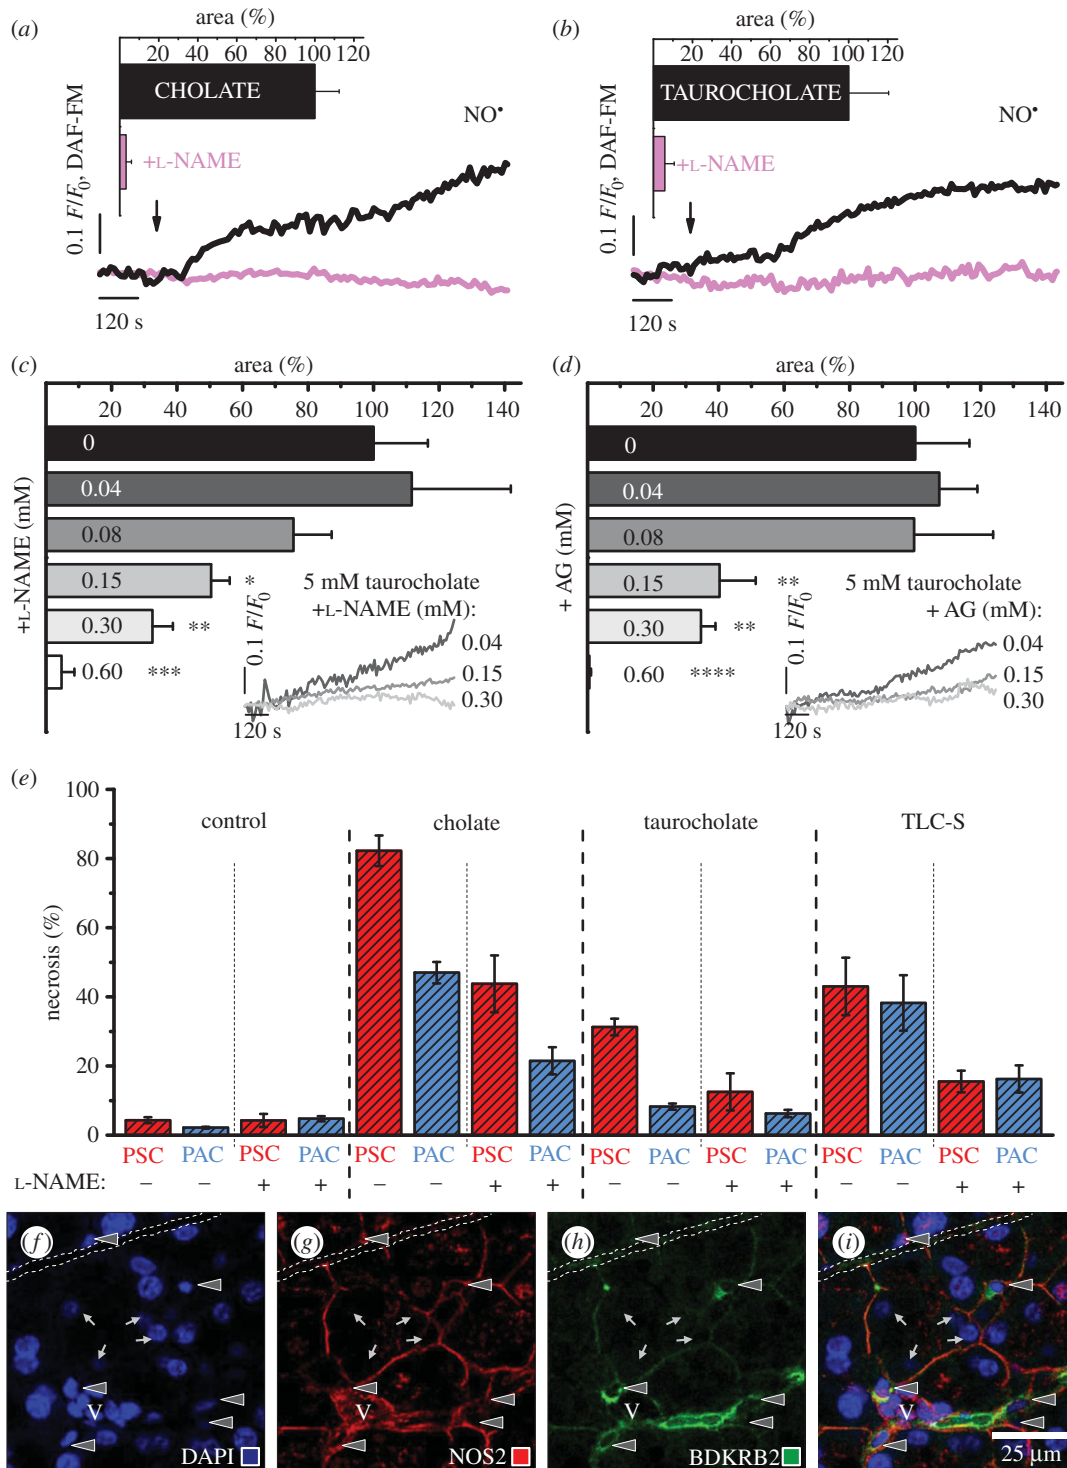 (a)
area (%)
20 40 60 80 100 120
CHOLATE
+L-NAME
NO•
0.1 F/F0, DAF-FM
120 s
(b)
area (%)
20 40 60 80 100 120
TAUROCHOLATE
+L-NAME
NO•
0.1 F/F0, DAF-FM
120 s
(c)
area (%)
20 40 60 80 100 120 140
+L-NAME (mM)
0
0.04
0.08
0.15 *
0.30 **
0.60 ***
5 mM taurocholate
+L-NAME (mM):
0.1 F/F0
0.04
0.15
0.30
120 s
(d)
area (%)
20 40 60 80 100 120 140
+ AG (mM)
0
0.04
0.08
0.15 **
0.30 **
0.60 ****
5 mM taurocholate
+ AG (mM):
0.1 F/F0
0.04
0.15
0.30
120 s
(e)
necrosis (%)
100
80
60
40
20
0
control cholate taurocholate TLC-S
PSC PAC PSC PAC PSC PAC PSC PAC PSC PAC PSC PAC PSC PAC PSC PAC
L-NAME: – – + + – – + + – – + + – – + +
(f)
V
DAPI
(g)
V
NOS2
(h)
V
BDKRB2
(i)
V
25 µm